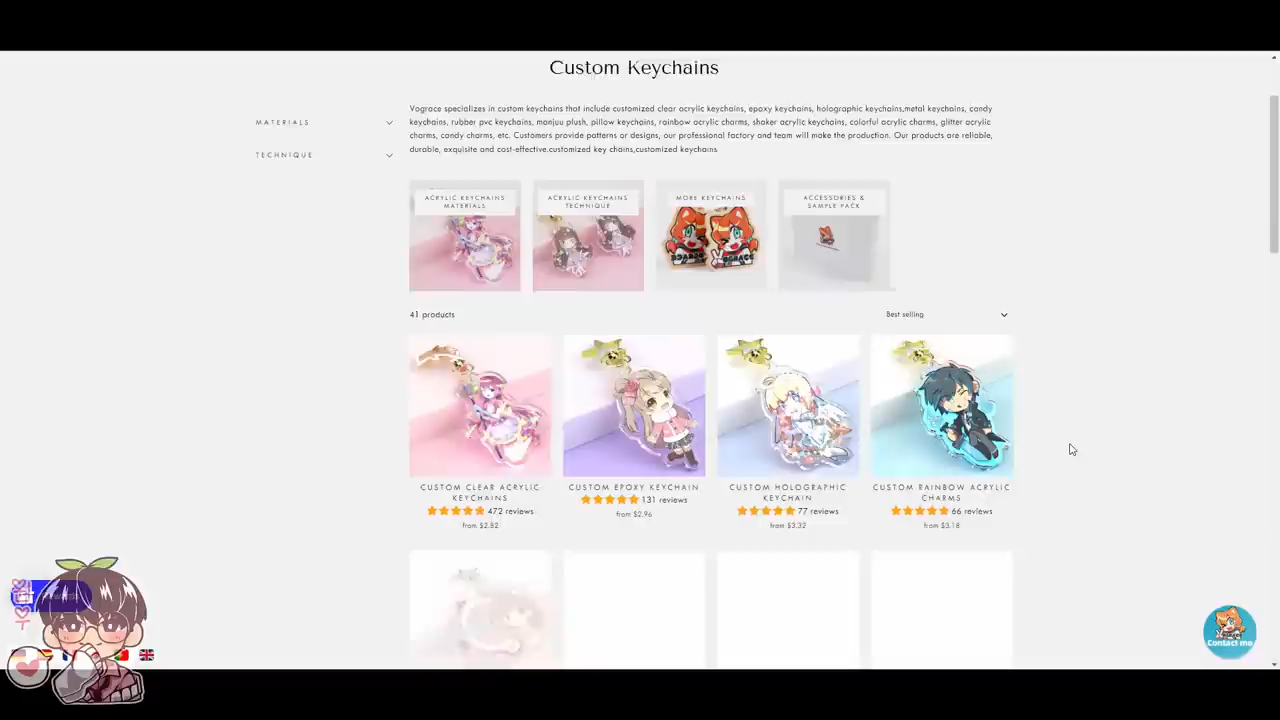 Custom Keychains
MATERIALS
TECHNIQUE
Vograce specializes in custom keychains that include customized clear acrylic keychains, epoxy keychains, holographic keychains,metal keychains, candy
keychains, rubber pvc keychains, manjuu plush, pillow keychains, rainbow acrylic charms, shaker acrylic keychains, colorful acrylic charms, glitter acrylic
charms, candy charms, etc. Customers provide patterns or designs, our professional factory and team will make the production. Our products are reliable,
durable, exquisite and cost-effective.customized key chains,customized keychains
ACRYLIC KEYCHAINS
MATERIALS
ACRYLIC KEYCHAINS
TECHNIQUE
MORE KEYCHAINS
ACCESSORIES &
SAMPLE PACK
41 products
Best selling
CUSTOM CLEAR ACRYLIC
KEYCHAINS
472 reviews
from $2.82
CUSTOM EPOXY KEYCHAIN
131 reviews
from $2.96
CUSTOM HOLOGRAPHIC
KEYCHAIN
77 reviews
from $3.32
CUSTOM RAINBOW ACRYLIC
CHARMS
66 reviews
from $3.18
Contact me